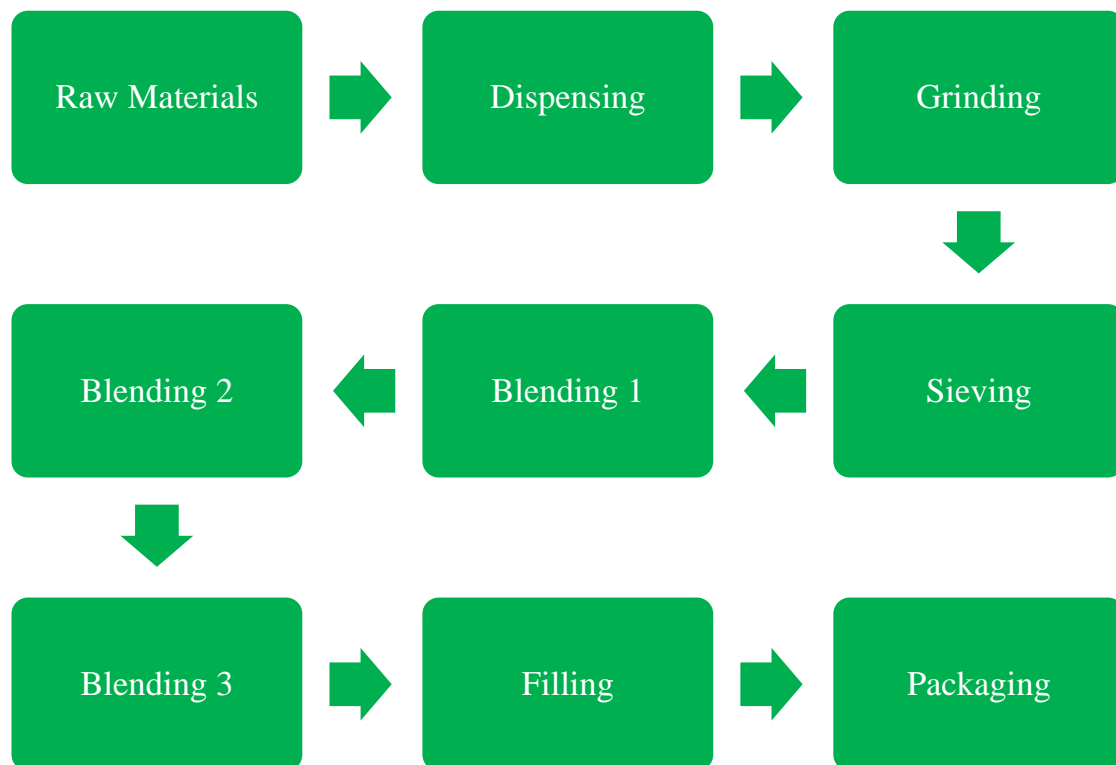 Raw Materials
Dispensing
Grinding
Sieving
Blending 1
Blending 2
Blending 3
Filling
Packaging